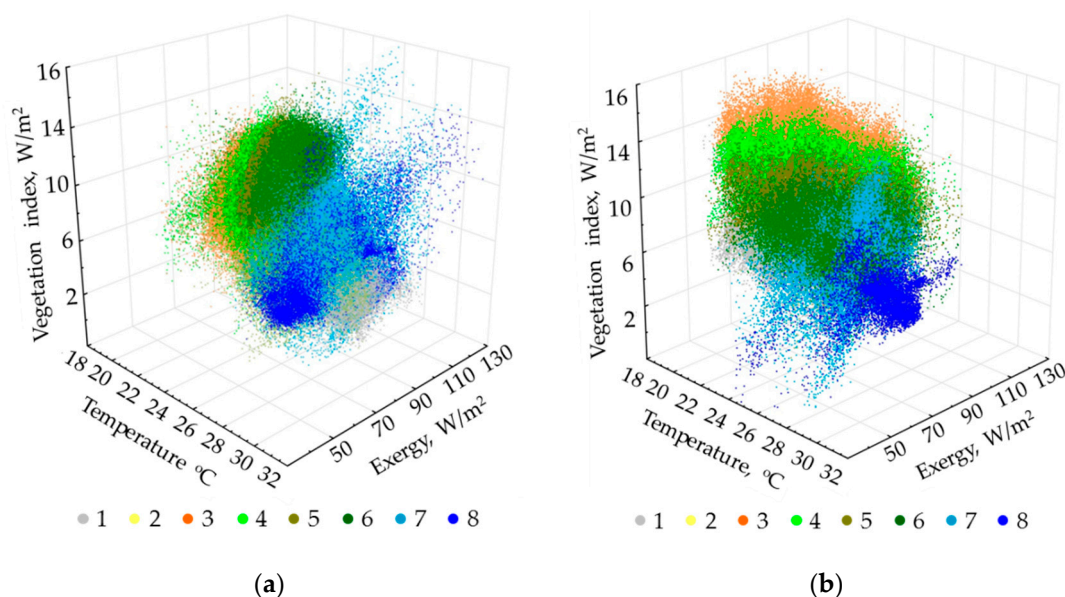 16
14
10
6
2
Vegetation index, W/m²
18 20 22 24 26 28 30 32
Temperature °C
50 70 90 110 130
Exergy, W/m²
1 2 3 4 5 6 7 8
(a)
16
14
10
6
2
Vegetation index, W/m²
18 20 22 24 26 28 30 32
Temperature, °C
50 70 90 110 130
Exergy, W/m²
1 2 3 4 5 6 7 8
(b)